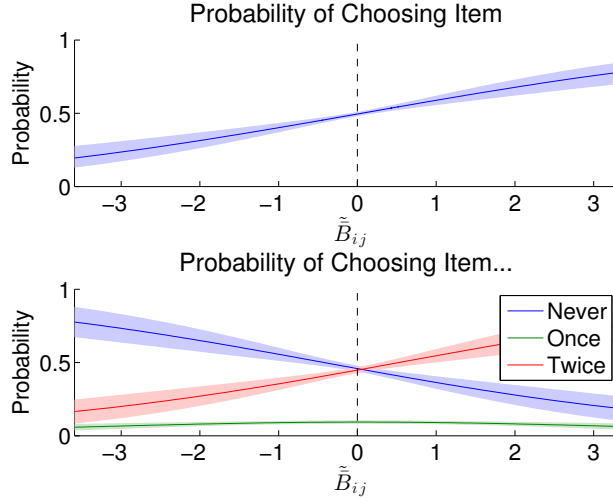 Probability of Choosing Item
1
0.5
0
Probability
−3 −2 −1 0 1 2 3
B̃̄ᵢⱼ
Probability of Choosing Item...
1
0.5
0
Probability
Never
Once
Twice
−3 −2 −1 0 1 2 3
B̃̄ᵢⱼ